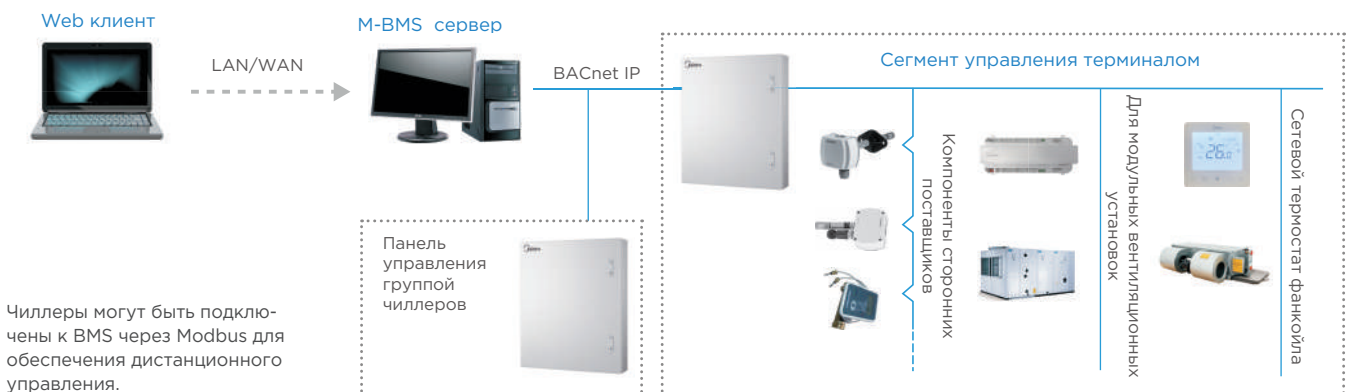 Web клиент
M-BMS сервер
LAN/WAN
BACnet IP
Midea
Сегмент управления терминалом
Компоненты сторонних
поставщиков
Для модульных вентиляционных
установок
26.0
Сетевой термостат фанкойла
Панель
управления
группой
чиллеров
Midea
Чиллеры могут быть подклю-
чены к BMS через Modbus для
обеспечения дистанционного
управления.